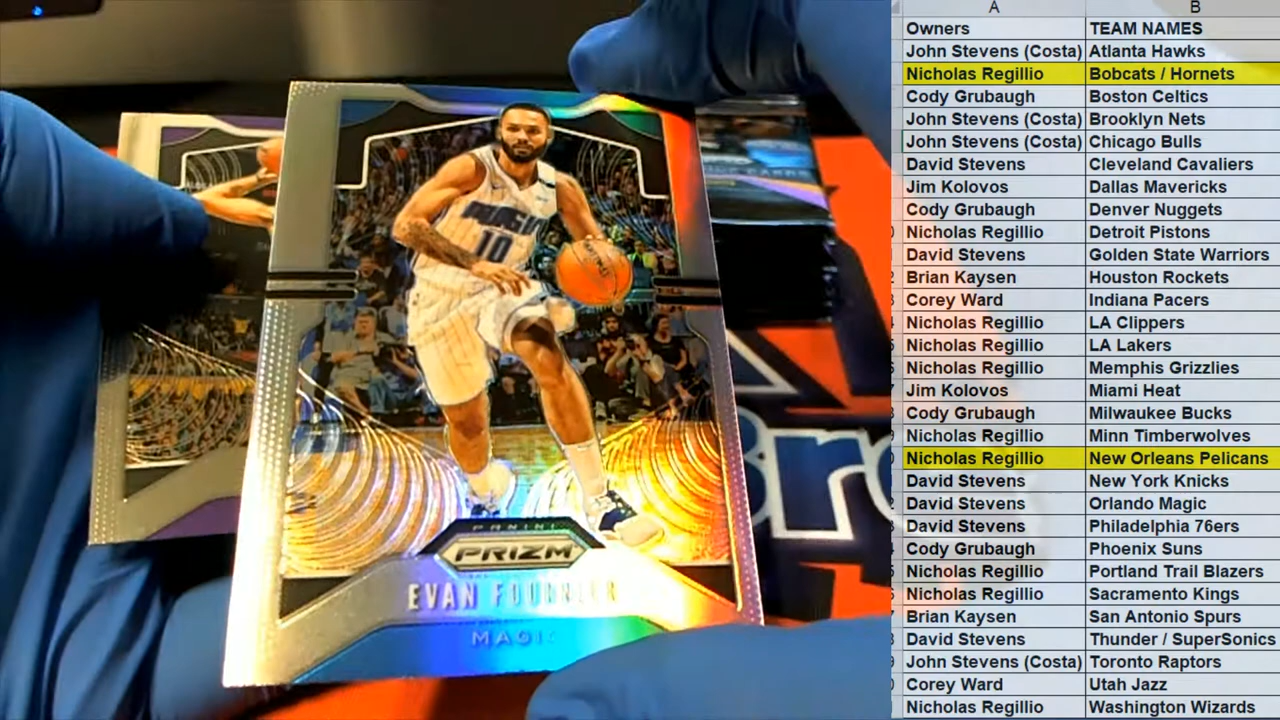 MAGIC
10
PANINI
PRIZM
EVAN FOURNIER
MAGIC
Bro
A B
Owners TEAM NAMES
John Stevens (Costa) Atlanta Hawks
Nicholas Regillio Bobcats / Hornets
Cody Grubaugh Boston Celtics
John Stevens (Costa) Brooklyn Nets
John Stevens (Costa) Chicago Bulls
David Stevens Cleveland Cavaliers
Jim Kolovos Dallas Mavericks
Cody Grubaugh Denver Nuggets
Nicholas Regillio Detroit Pistons
David Stevens Golden State Warriors
Brian Kaysen Houston Rockets
Corey Ward Indiana Pacers
Nicholas Regillio LA Clippers
Nicholas Regillio LA Lakers
Nicholas Regillio Memphis Grizzlies
Jim Kolovos Miami Heat
Cody Grubaugh Milwaukee Bucks
Nicholas Regillio Minn Timberwolves
Nicholas Regillio New Orleans Pelicans
David Stevens New York Knicks
David Stevens Orlando Magic
David Stevens Philadelphia 76ers
Cody Grubaugh Phoenix Suns
Nicholas Regillio Portland Trail Blazers
Nicholas Regillio Sacramento Kings
Brian Kaysen San Antonio Spurs
David Stevens Thunder / SuperSonics
John Stevens (Costa) Toronto Raptors
Corey Ward Utah Jazz
Nicholas Regillio Washington Wizards